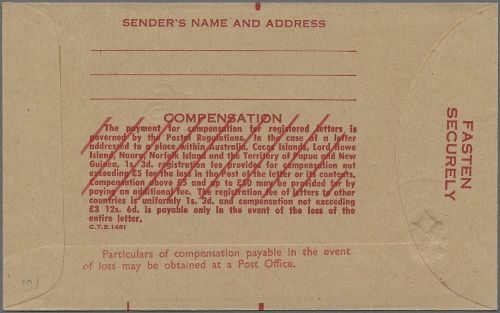 SENDER'S NAME AND ADDRESS
COMPENSATION
The payment for compensation for registered letters is
governed by the Postal Regulations. In the case of a letter
addressed to place within Australia, Cocos Islands, Lord Howe
Island, Nauru, Norfolk Island and the Territory of Papua and New
Guinea, 1s. 3d. registration fee provides for compensation not
exceeding £5 for the loss in the Post of the letter or its contents.
Compensation above £5 and up to £50 may be provided for by
paying an additional fee. The registration fee of letters to other
countries is uniformly 1s. 3d. and compensation not exceeding
£3 12s. 6d. is payable only in the event of the loss of the
entire letter.
C.T.B.1481
Particulars of compensation payable in the event
of loss may be obtained at a Post Office.
FASTEN
SECURELY